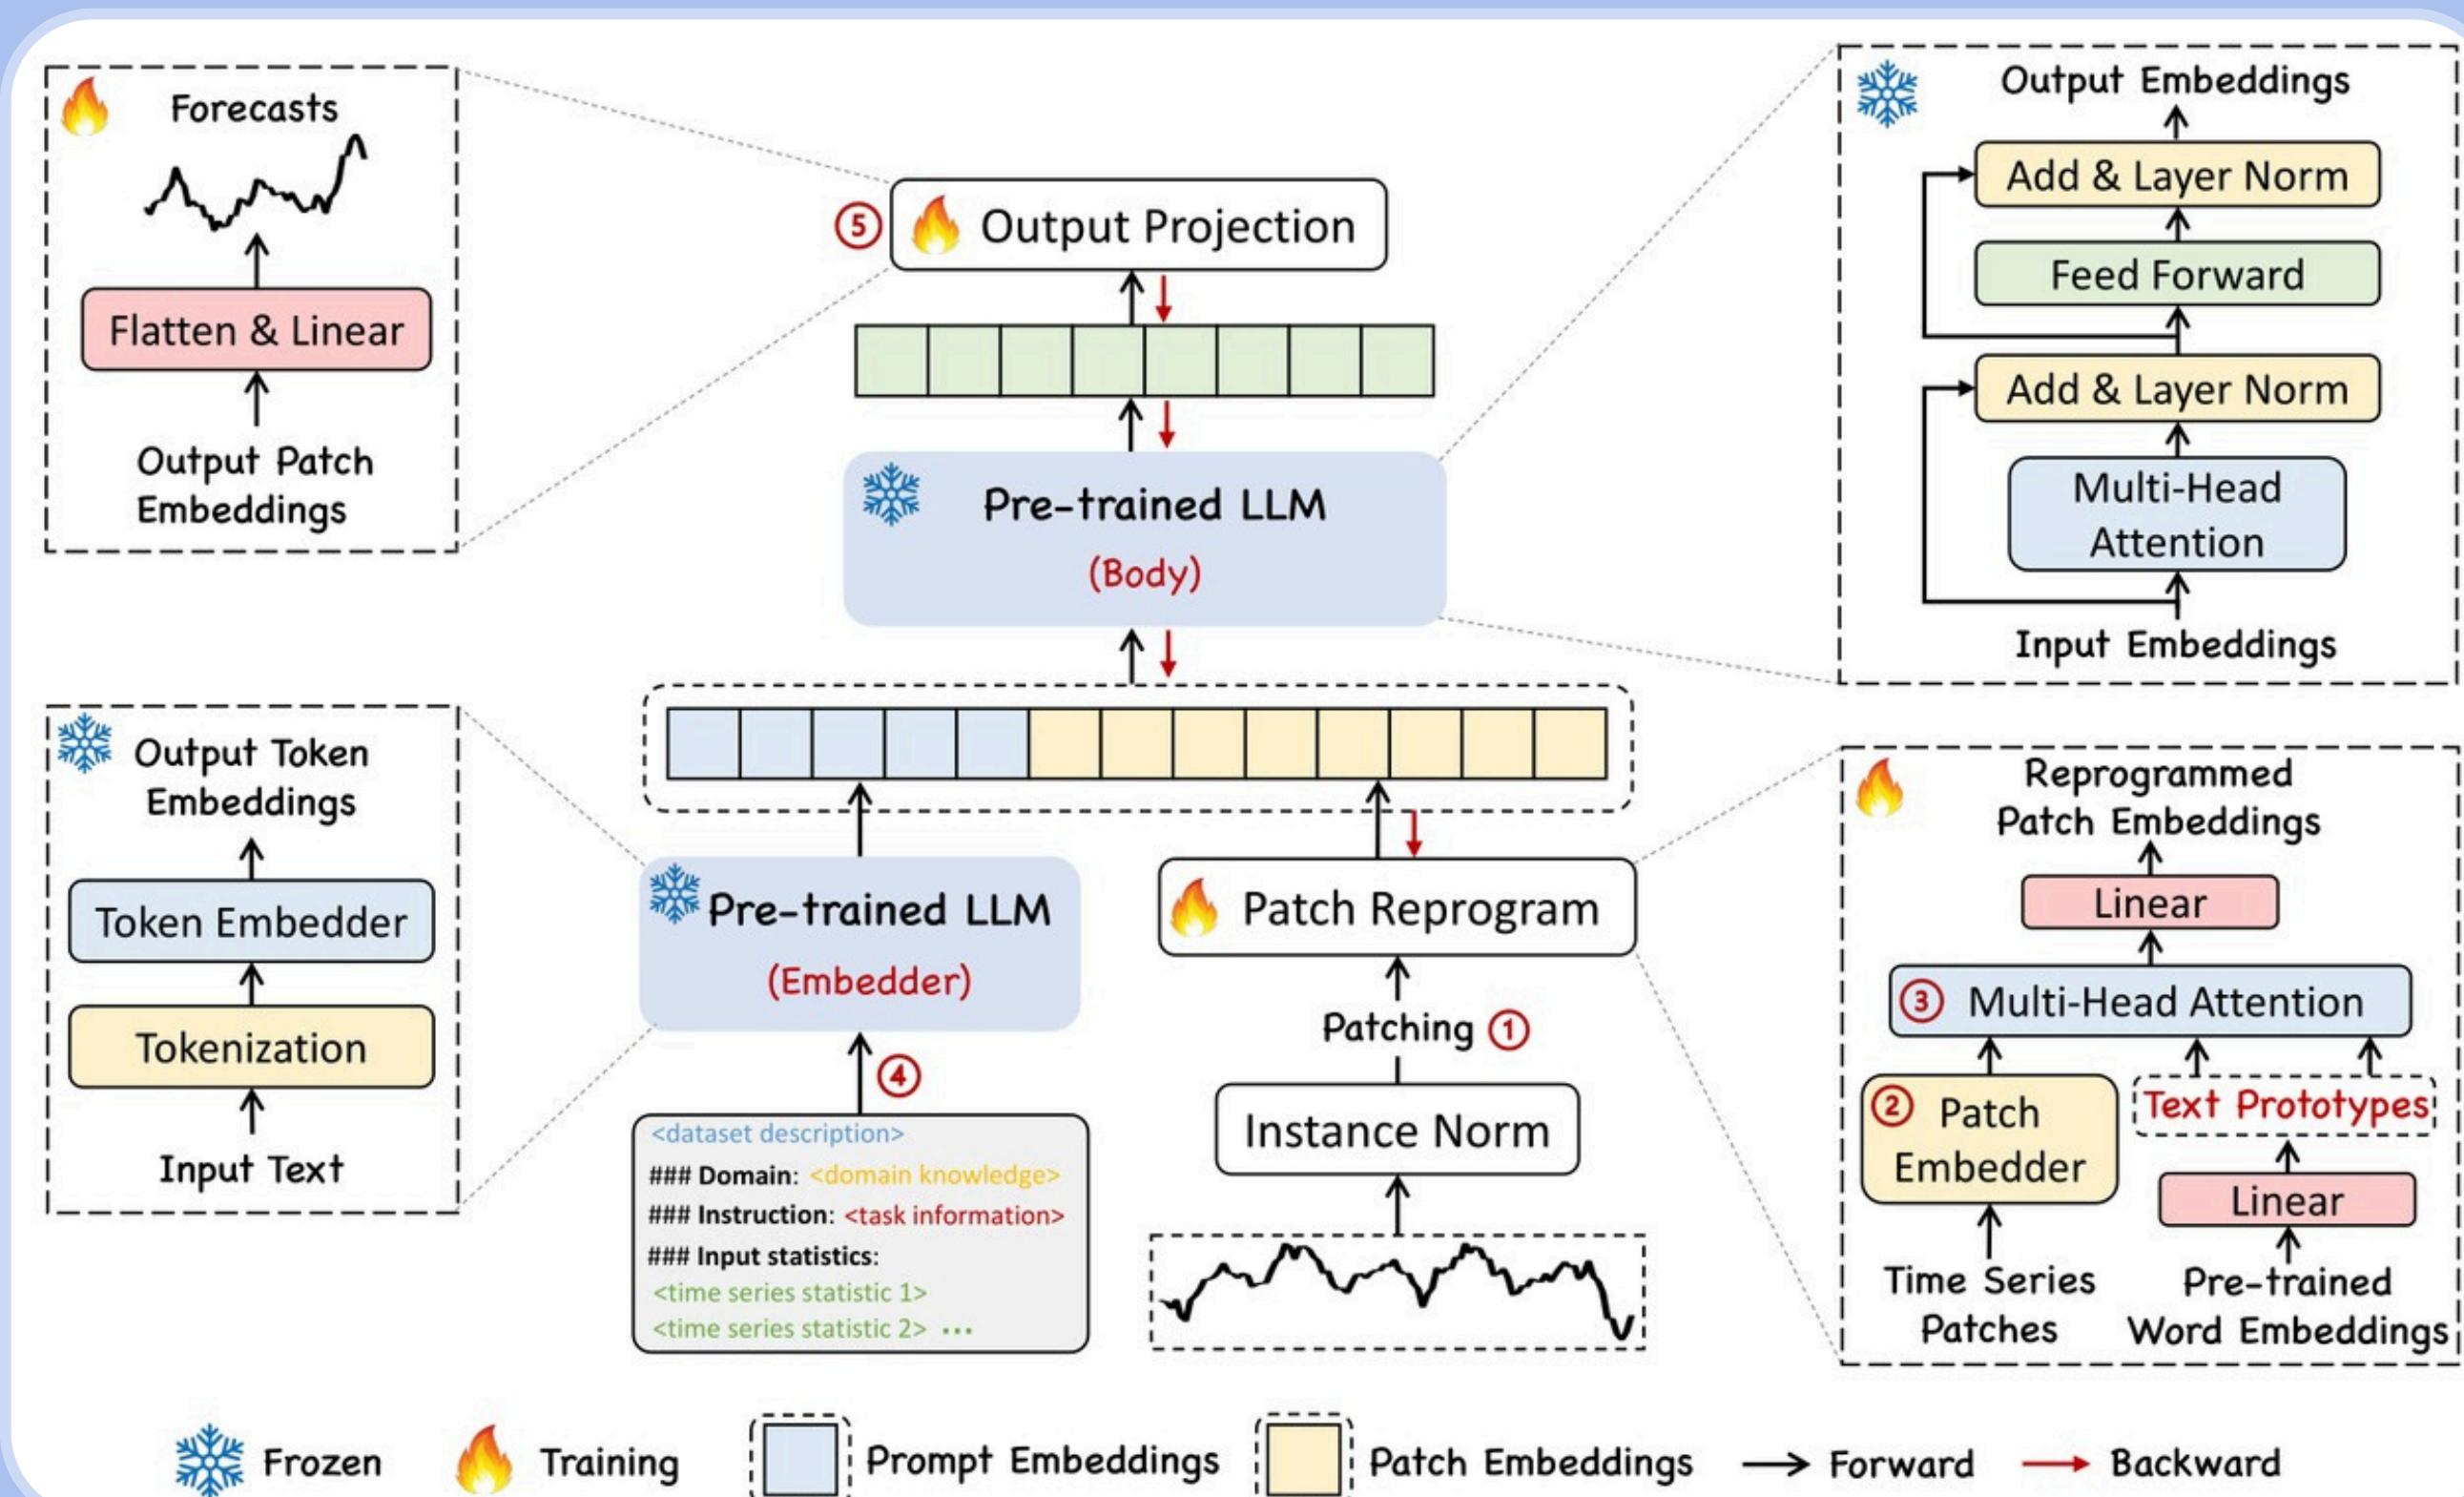 Forecasts
Flatten & Linear
Output Patch
Embeddings
⑤ Output Projection
Pre-trained LLM
(Body)
Output Embeddings
Add & Layer Norm
Feed Forward
Add & Layer Norm
Multi-Head
Attention
Input Embeddings
Output Token
Embeddings
Token Embedder
Tokenization
Input Text
Pre-trained LLM
(Embedder)
④
<dataset description>
### Domain: <domain knowledge>
### Instruction: <task information>
### Input statistics:
<time series statistic 1>
<time series statistic 2> ...
Patch Reprogram
Patching ①
Instance Norm
Reprogrammed
Patch Embeddings
Linear
③ Multi-Head Attention
② Patch
Embedder
Text Prototypes
Linear
Time Series
Patches
Pre-trained
Word Embeddings
Frozen
Training
Prompt Embeddings
Patch Embeddings
Forward
Backward